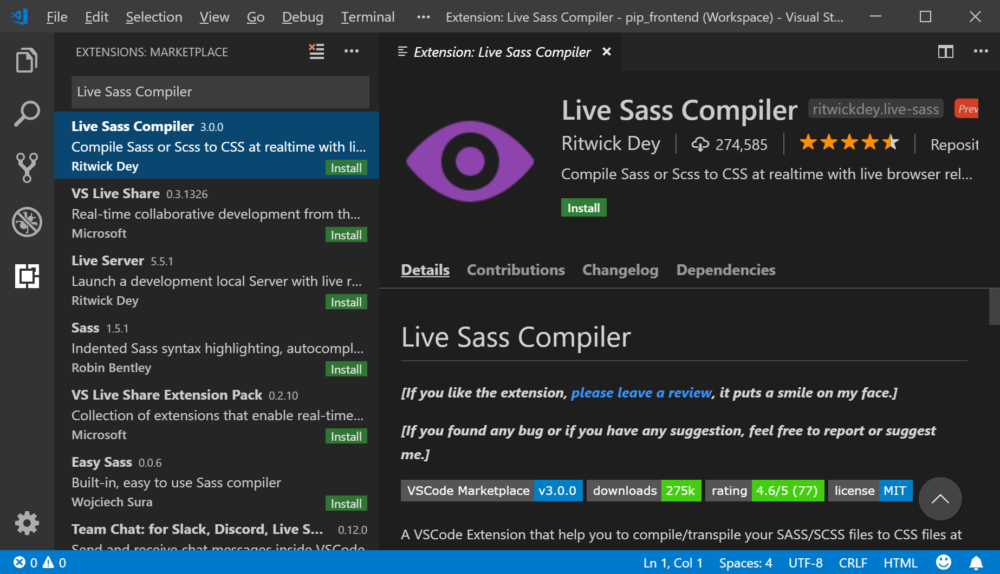 File Edit Selection View Go Debug Terminal ··· Extension: Live Sass Compiler - pip_frontend (Workspace) - Visual St...
EXTENSIONS: MARKETPLACE
Live Sass Compiler
Live Sass Compiler 3.0.0
Compile Sass or Scss to CSS at realtime with li...
Ritwick Dey Install
VS Live Share 0.3.1326
Real-time collaborative development from th...
Microsoft Install
Live Server 5.5.1
Launch a development local Server with live r...
Ritwick Dey Install
Sass 1.5.1
Indented Sass syntax highlighting, autocompl...
Robin Bentley Install
VS Live Share Extension Pack 0.2.10
Collection of extensions that enable real-time...
Microsoft Install
Easy Sass 0.0.6
Built-in, easy to use Sass compiler
Wojciech Sura Install
Team Chat: for Slack, Discord, Live S... 0.12.0
Send and receive chat messages inside VSCode
Extension: Live Sass Compiler
Live Sass Compiler ritwickdey.live-sass Prev
Ritwick Dey 274,585 Reposit
Compile Sass or Scss to CSS at realtime with live browser rel...
Install
Details Contributions Changelog Dependencies
Live Sass Compiler
[If you like the extension, please leave a review, it puts a smile on my face.]
[If you found any bug or if you have any suggestion, feel free to report or suggest
me.]
VSCode Marketplace v3.0.0 downloads 275k rating 4.6/5 (77) license MIT
A VSCode Extension that help you to compile/transpile your SASS/SCSS files to CSS files at
0 0 Ln 1, Col 1 Spaces: 4 UTF-8 CRLF HTML